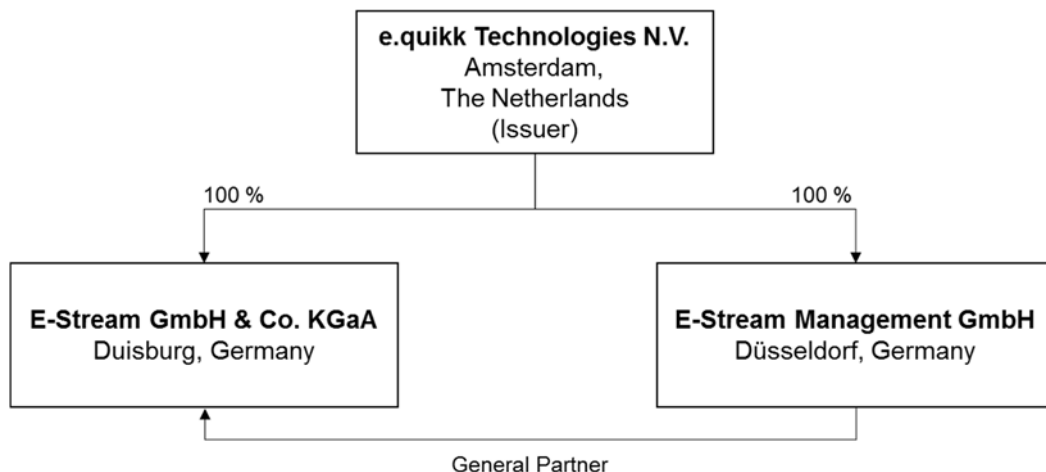 e.quikk Technologies N.V.
Amsterdam,
The Netherlands
(Issuer)
100 %
100 %
E-Stream GmbH & Co. KGaA
Duisburg, Germany
E-Stream Management GmbH
Düsseldorf, Germany
General Partner